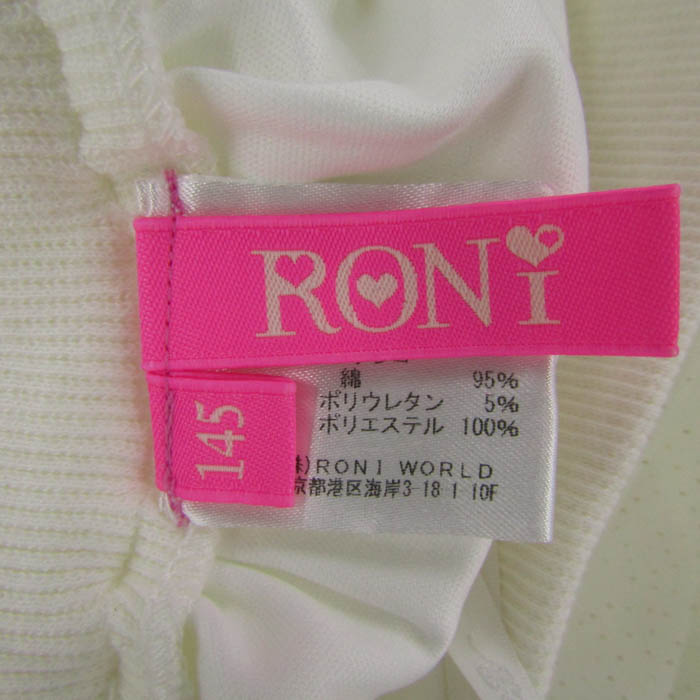 RONi
綿 95%
ポリウレタン 5%
ポリエステル 100%
145
株)RONI WORLD
京都港区海岸3-18-1 10F